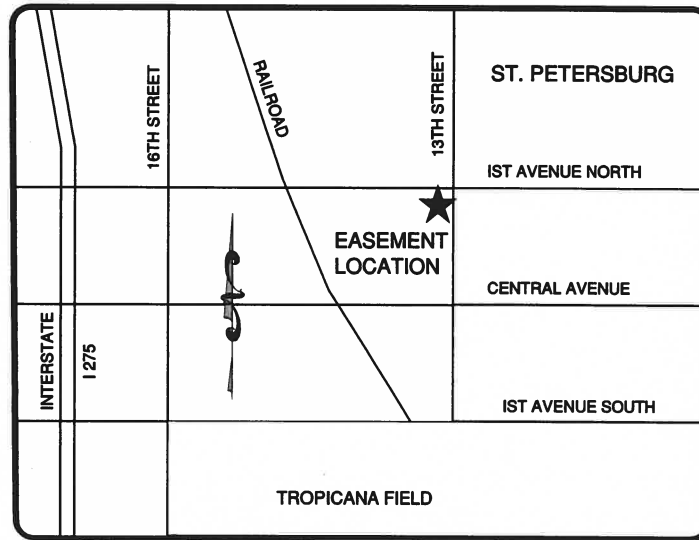 16TH STREET
RAILROAD
13TH STREET
ST. PETERSBURG
IST AVENUE NORTH
EASEMENT
LOCATION
CENTRAL AVENUE
INTERSTATE
I 275
IST AVENUE SOUTH
TROPICANA FIELD